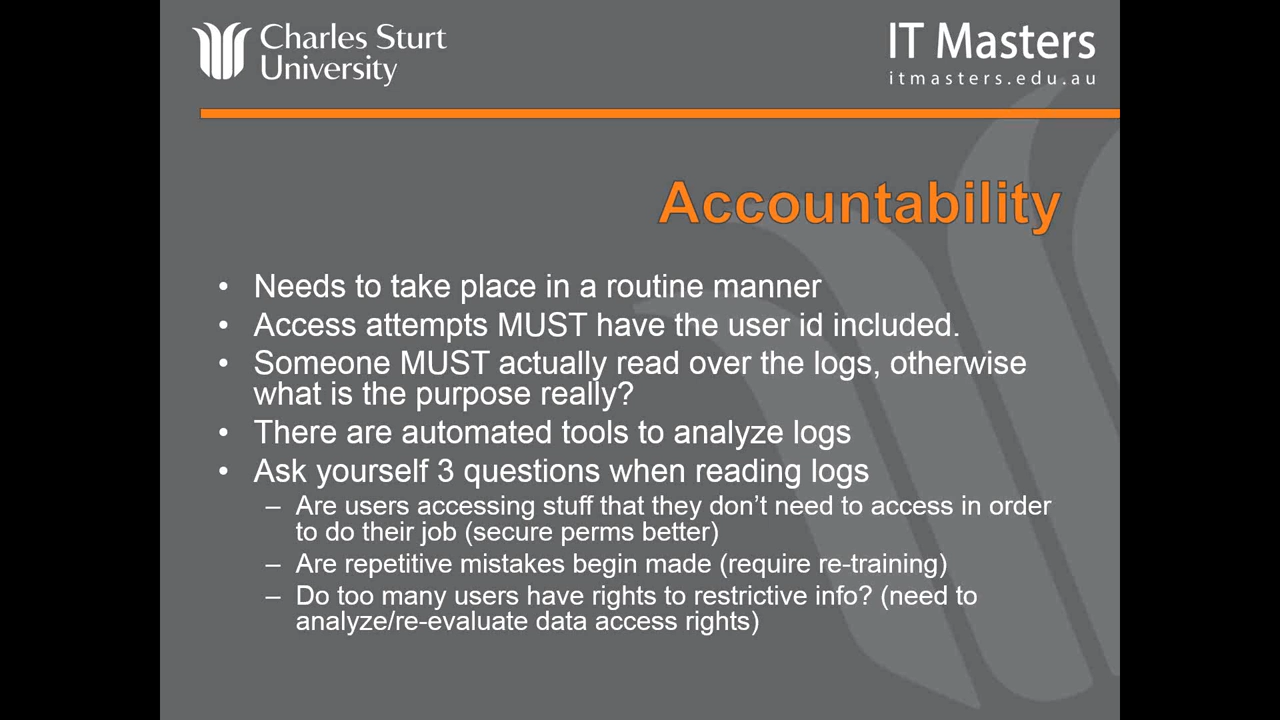 Charles Sturt
University
IT Masters
itmasters.edu.au
Accountability
• Needs to take place in a routine manner
• Access attempts MUST have the user id included.
• Someone MUST actually read over the logs, otherwise
what is the purpose really?
• There are automated tools to analyze logs
• Ask yourself 3 questions when reading logs
– Are users accessing stuff that they don’t need to access in order
to do their job (secure perms better)
– Are repetitive mistakes begin made (require re-training)
– Do too many users have rights to restrictive info? (need to
analyze/re-evaluate data access rights)